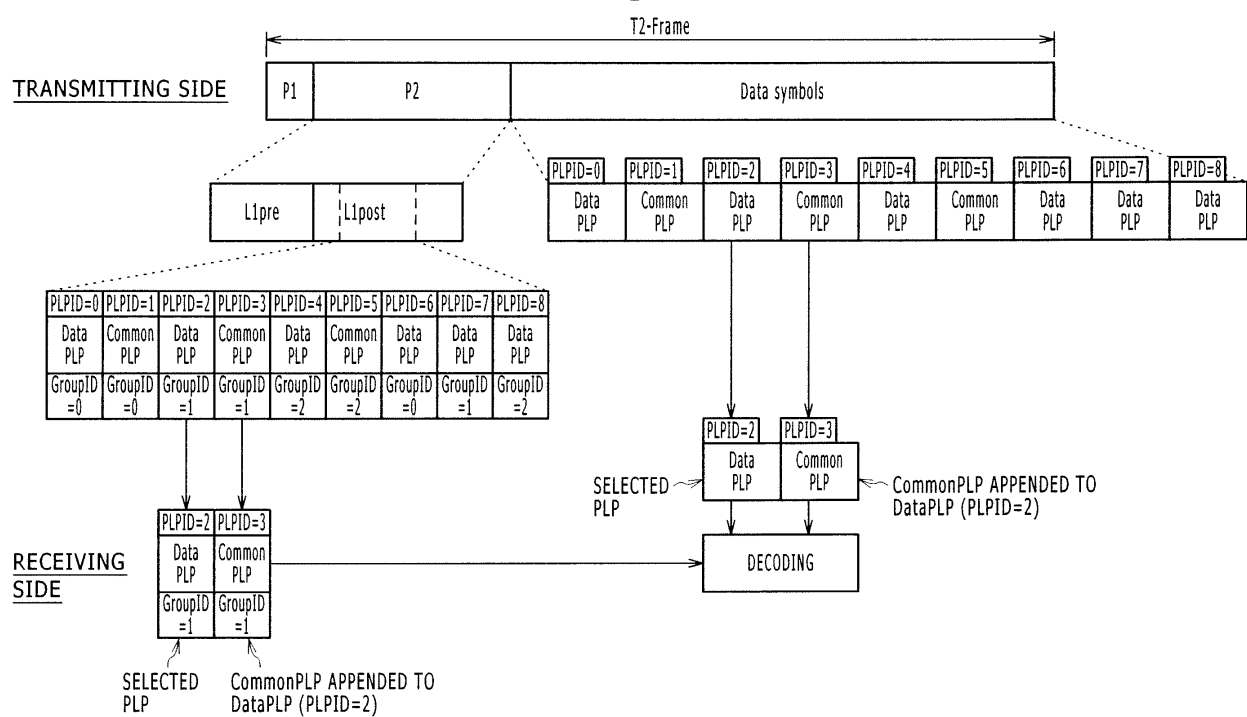 T2-Frame
TRANSMITTING SIDE
P1
P2
Data symbols
PLPID=0
PLPID=1
PLPID=2
PLPID=3
PLPID=4
PLPID=5
PLPID=6
PLPID=7
PLPID=8
Data
PLP
Common
PLP
Data
PLP
Common
PLP
Data
PLP
Common
PLP
Data
PLP
Data
PLP
Data
PLP
L1pre
L1post
PLPID=0
PLPID=1
PLPID=2
PLPID=3
PLPID=4
PLPID=5
PLPID=6
PLPID=7
PLPID=8
Data
PLP
Common
PLP
Data
PLP
Common
PLP
Data
PLP
Common
PLP
Data
PLP
Data
PLP
Data
PLP
GroupID
=0
GroupID
=0
GroupID
=1
GroupID
=1
GroupID
=2
GroupID
=2
GroupID
=0
GroupID
=1
GroupID
=2
PLPID=2
PLPID=3
Data
PLP
Common
PLP
SELECTED
PLP
CommonPLP APPENDED TO
DataPLP (PLPID=2)
DECODING
RECEIVING
SIDE
PLPID=2
PLPID=3
Data
PLP
Common
PLP
GroupID
=1
GroupID
=1
SELECTED
PLP
CommonPLP APPENDED TO
DataPLP (PLPID=2)